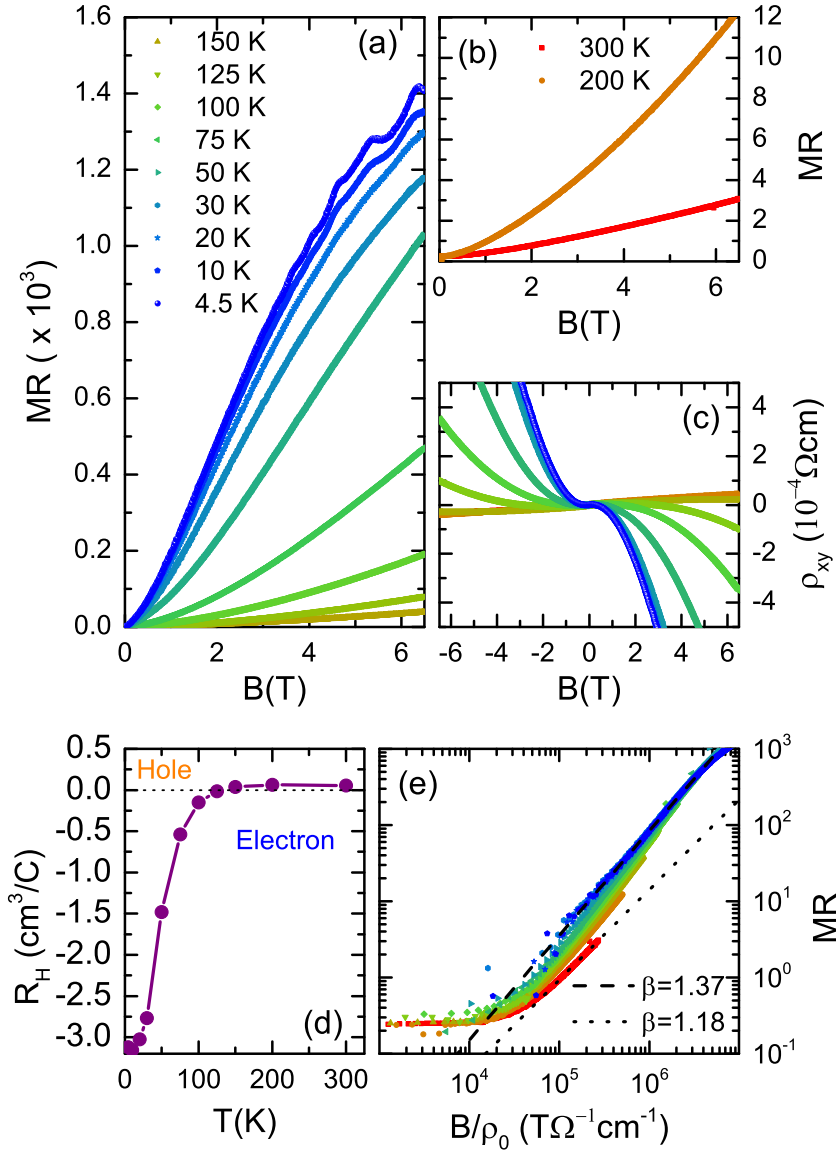 (a)
150 K
125 K
100 K
75 K
50 K
30 K
20 K
10 K
4.5 K
1.6
1.4
1.2
1.0
0.8
0.6
0.4
0.2
0.0
MR ( x 10³)
0 2 4 6
B(T)
(b)
300 K
200 K
12
10
8
6
4
2
0
MR
0 2 4 6
B(T)
(c)
4
2
0
-2
-4
ρxy (10⁻⁴Ωcm)
-6 -4 -2 0 2 4 6
B(T)
0.5
0.0
-0.5
-1.0
-1.5
-2.0
-2.5
-3.0
R_H (cm³/C)
Hole
Electron
(d)
0 100 200 300
T(K)
(e)
10³
10²
10¹
10⁰
10⁻¹
MR
β=1.37
β=1.18
10⁴ 10⁵ 10⁶
B/ρ₀ (TΩ⁻¹cm⁻¹)